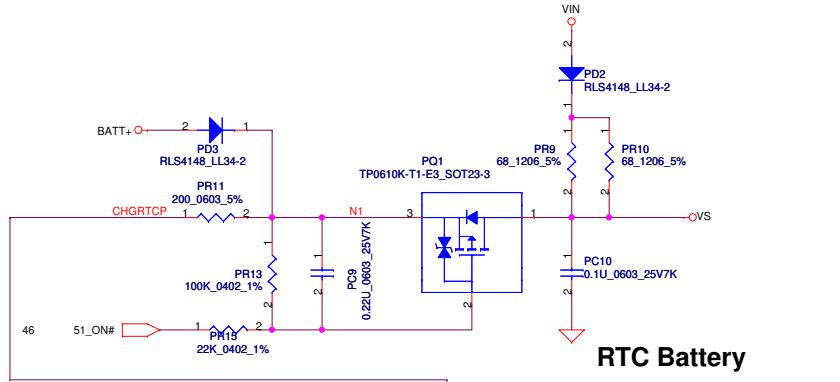 VIN
2
PD2
RLS4148_LL34-2
1
BATT+
2
1
PD3
RLS4148_LL34-2
PR11
200_0603_5%
CHGRTCP
1
2
N1
PQ1
TP0610K-T1-E3_SOT23-3
3
1
2
1
1
PR9
68_1206_5%
PR10
68_1206_5%
2
2
VS
1
PR13
100K_0402_1%
2
1
2
PC9
0.22U_0603_25V7K
1
PC10
0.1U_0603_25V7K
2
46
51_ON#
1
2
PR15
22K_0402_1%
RTC Battery